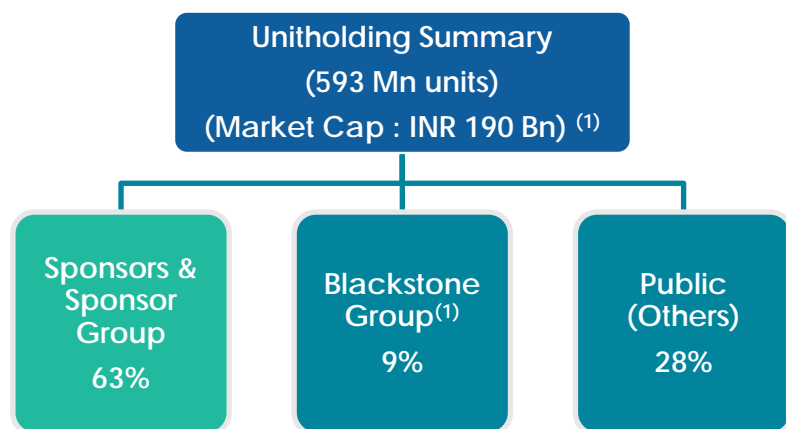 Unitholding Summary
(593 Mn units)
(Market Cap : INR 190 Bn) (1)
Sponsors &
Sponsor
Group
63%
Blackstone
Group(1)
9%
Public
(Others)
28%